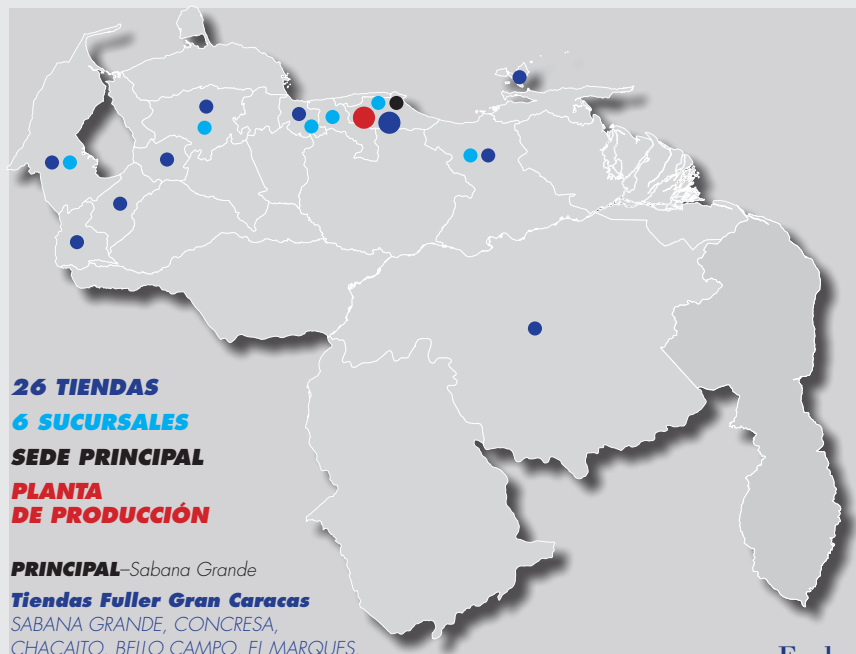 26 TIENDAS
6 SUCURSALES
SEDE PRINCIPAL
PLANTA
DE PRODUCCIÓN
PRINCIPAL–Sabana Grande
Tiendas Fuller Gran Caracas
SABANA GRANDE, CONCRESA,
CHACAITO, BELLO CAMPO, EL MARQUES,